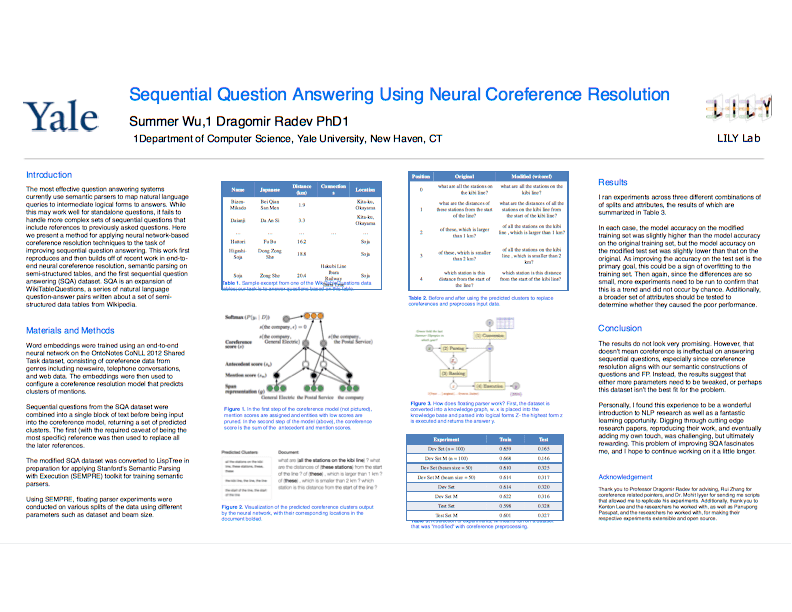 Yale
Sequential Question Answering Using Neural Coreference Resolution
Summer Wu,1 Dragomir Radev PhD1
1Department of Computer Science, Yale University, New Haven, CT
LILY
LILY Lab
Introduction
The most effective question answering systems
currently use semantic parsers to map natural language
queries to intermediate logical forms to answers. While
this may work well for standalone questions, it fails to
handle more complex sets of sequential questions that
include references to previously asked questions. Here
we present a method for applying neural network-based
coreference resolution techniques to the task of
improving sequential question answering. This work first
reproduces and then builds off of recent work in end-to-
end neural coreference resolution, semantic parsing on
semi-structured tables, and the first sequential question
answering (SQA) dataset. SQA is an expansion of
WikiTableQuestions, a series of natural language
question-answer pairs written about a set of semi-
structured data tables from Wikipedia.
Materials and Methods
Word embeddings were trained using an end-to-end
neural network on the OntoNotes CoNLL 2012 Shared
Task dataset, consisting of coreference data from
genres including newswire, telephone conversations,
and web data. The embeddings were then used to
configure a coreference resolution model that predicts
clusters of mentions.
Sequential questions from the SQA dataset were
combined into a single block of text before being input
into the coreference model, returning a set of predicted
clusters. The first (with the required caveat of being the
most specific) reference was then used to replace all
the later references.
The modified SQA dataset was converted to LispTree in
preparation for applying Stanford's Semantic Parsing
with Execution (SEMPRE) toolkit for training semantic
parsers.
Using SEMPRE, floating parser experiments were
conducted on various splits of the data using different
parameters such as dataset and beam size.
Name Japanese Distance (km) Connections Location
Bizen-Mikado Bei Qian San Men 1.9 Kita-ku, Okayama
Daianji Da An Si 3.3 Kita-ku, Okayama
... ... ... ... ...
Hattori Fu Bu 16.2 Soja
Higashi-Soja Dong Zong She 18.8 Soja
Soja Zong She 20.4 Hakubi Line Ibara Railway Soja
Table 1. Sample excerpt from one of the WikiTableQuestions data
Softmax (P(yi | D))
s(the company, ε) = 0
s(the company, General Electric)
s(the company, the Postal Service)
Coreference score (s)
Antecedent score (sa)
Mention score (sm)
Span representation (g)
General Electric the Postal Service the company
Figure 1. In the first step of the coreference model (not pictured),
mention scores are assigned and entities with low scores are
pruned. In the second step of the model (above), the coreference
score is the sum of the antecedent and mention scores.
Predicted Clusters
Document
what are (all the stations on the kibi line) ? what
are the distances of (these stations) from the start
of the line ? of (these) , which is larger than 1 km ?
of (these) , which is smaller than 2 km ? which
station is this distance from the start of the line ?
Figure 2. Visualization of the predicted coreference clusters output
by the neural network, with their corresponding locations in the
document bolded.
Position Original Modified (w/coref)
0 what are all the stations on the kibi line? what are all the stations on the kibi line?
1 what are the distances of these stations from the start of the line? what are the distances of all the stations on the kibi line from the start of the kibi line?
2 of these, which is larger than 1 km? of all the stations on the kibi line , which is larger than 1 km?
3 of these, which is smaller than 2 km? of all the stations on the kibi line , which is smaller than 2 km?
4 which station is this distance from the start of the line? which station is this distance from the start of the kibi line?
Table 2. Before and after using the predicted clusters to replace
coreferences and preprocess input data.
(1) Conversion
(2) Parsing
(3) Ranking
(4) Execution
Figure 3. How does floating parser work? First, the dataset is
converted into a knowledge graph, w. x is placed into the
knowledge base and parsed into logical forms Z- the highest form z
is executed and returns the answer y.
Experiment Train Test
Dev Set (n = 100) 0.659 0.163
Dev Set M (n = 100) 0.668 0.146
Dev Set (beam size = 50) 0.610 0.325
Dev Set M (beam size = 50) 0.614 0.317
Dev Set 0.614 0.320
Dev Set M 0.622 0.316
Test Set 0.598 0.328
Test Set M 0.601 0.327
that was "modified" with coreference preprocessing.
Results
I ran experiments across three different combinations
of splits and attributes, the results of which are
summarized in Table 3.
In each case, the model accuracy on the modified
training set was slightly higher than the model accuracy
on the original training set, but the model accuracy on
the modified test set was slightly lower than that on the
original. As improving the accuracy on the test set is the
primary goal, this could be a sign of overfitting to the
training set. Then again, since the differences are so
small, more experiments need to be run to confirm that
this is a trend and did not occur by chance. Additionally,
a broader set of attributes should be tested to
determine whether they caused the poor performance.
Conclusion
The results do not look very promising. However, that
doesn't mean coreference is ineffectual on answering
sequential questions, especially since coreference
resolution aligns with our semantic constructions of
questions and FP. Instead, the results suggest that
either more parameters need to be tweaked, or perhaps
this dataset isn't the best fit for the problem.
Personally, I found this experience to be a wonderful
introduction to NLP research as well as a fantastic
learning opportunity. Digging through cutting edge
research papers, reproducing their work, and eventually
adding my own touch, was challenging, but ultimately
rewarding. This problem of improving SQA fascinates
me, and I hope to continue working on it a little longer.
Acknowledgement
Thank you to Professor Dragomir Radev for advising, Rui Zhang for
coreference related pointers, and Dr. Mohit Iyyer for sending me scripts
that allowed me to replicate his experiments. Additionally, thank you to
Kenton Lee and the researchers he worked with, as well as Panupong
Pasupat, and the researchers he worked with, for making their
respective experiments extensible and open source.